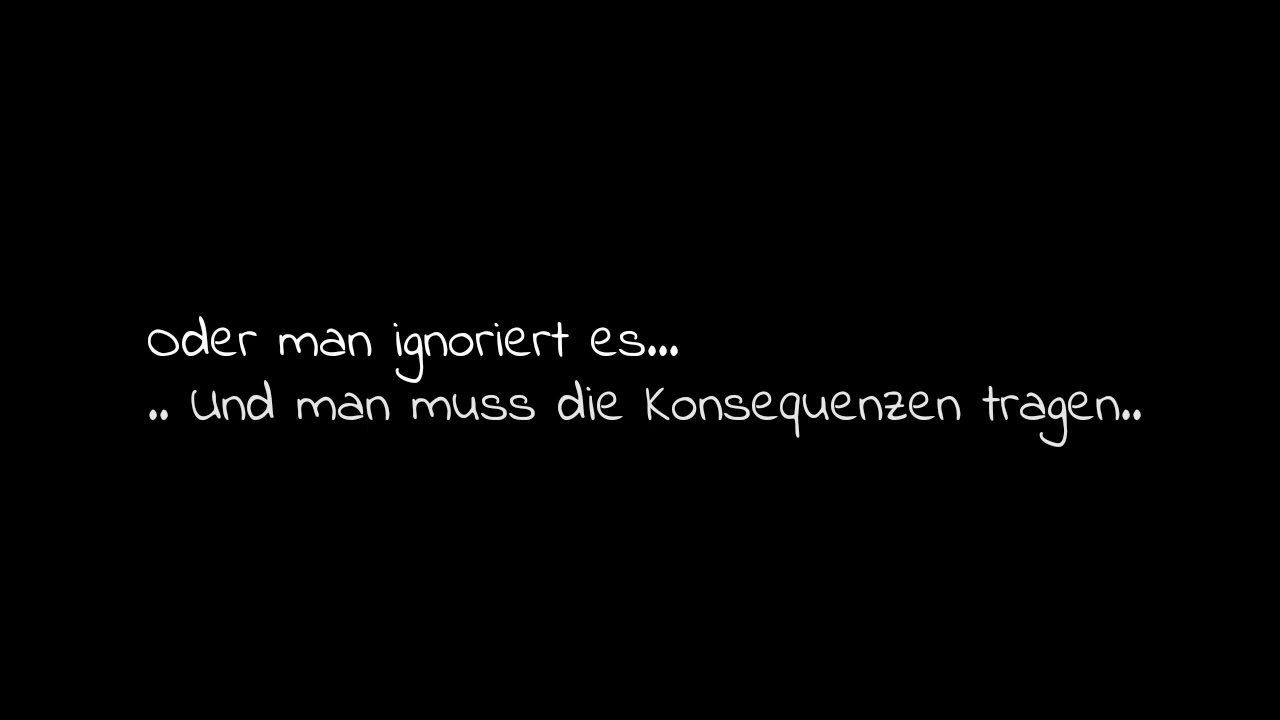 Oder man ignoriert es...
.. Und man muss die Konsequenzen tragen..